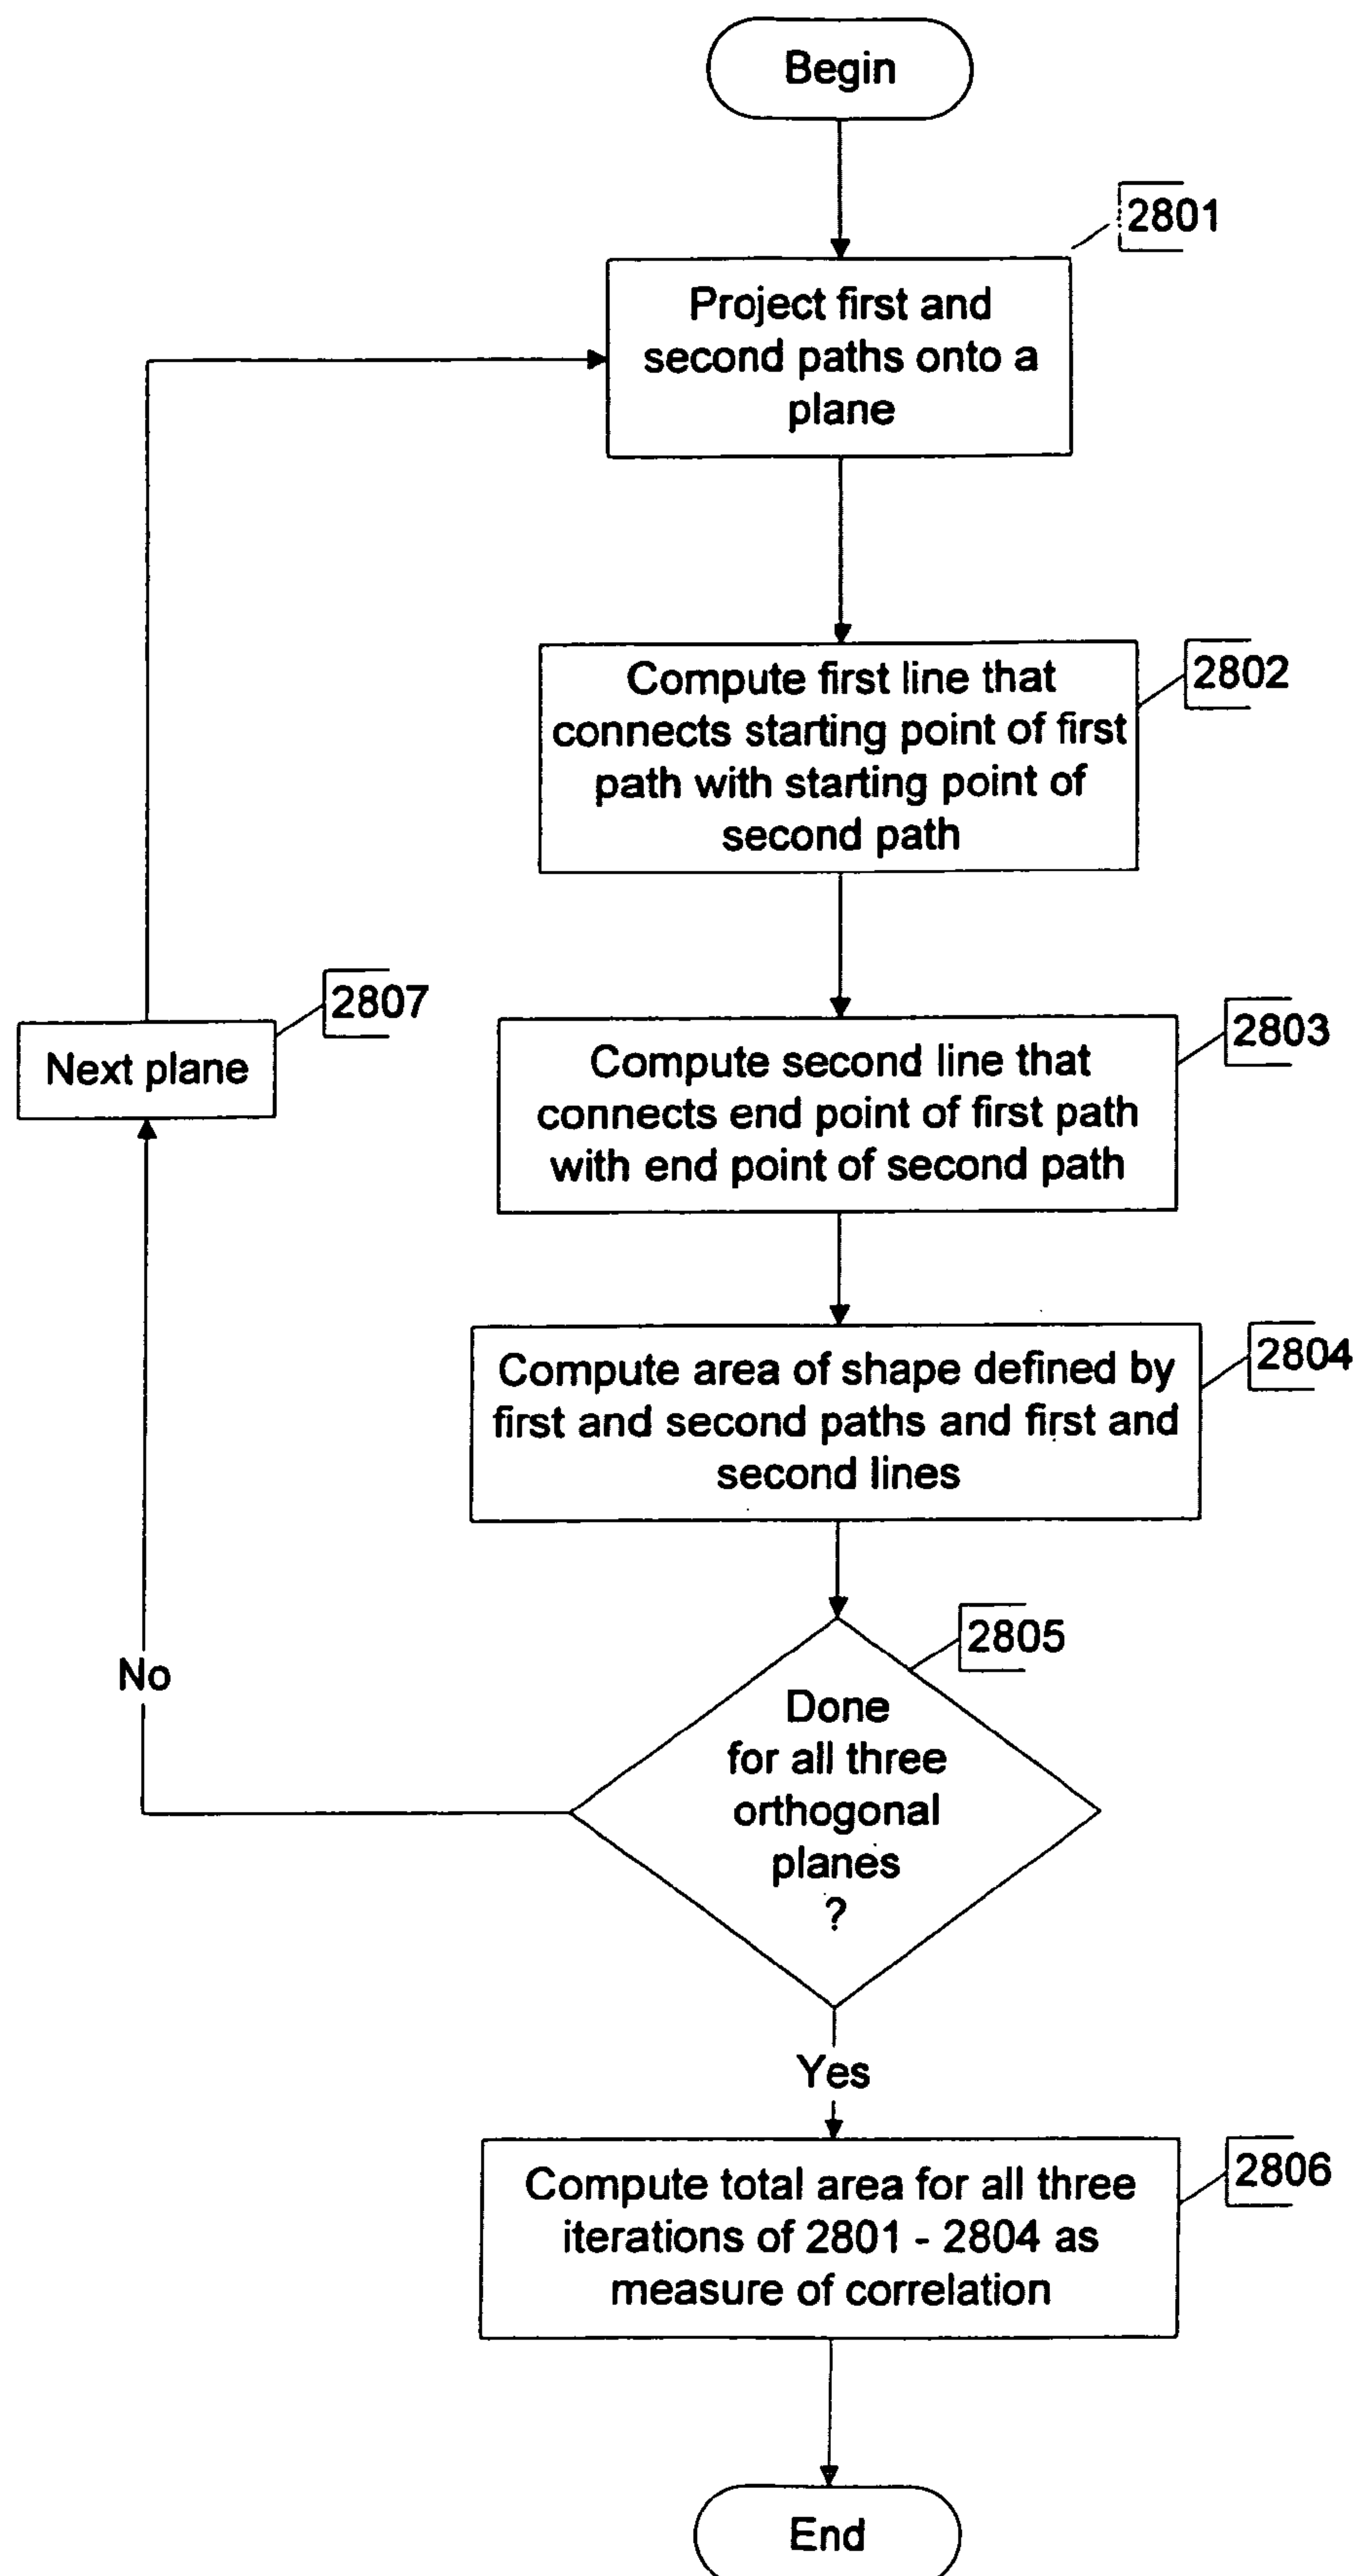 Begin
2801
Project first and
second paths onto a
plane
2802
Compute first line that
connects starting point of first
path with starting point of
second path
2807
Next plane
2803
Compute second line that
connects end point of first path
with end point of second path
2804
Compute area of shape defined by
first and second paths and first and
second lines
2805
Done
for all three
orthogonal
planes
?
No
Yes
2806
Compute total area for all three
iterations of 2801 - 2804 as
measure of correlation
End